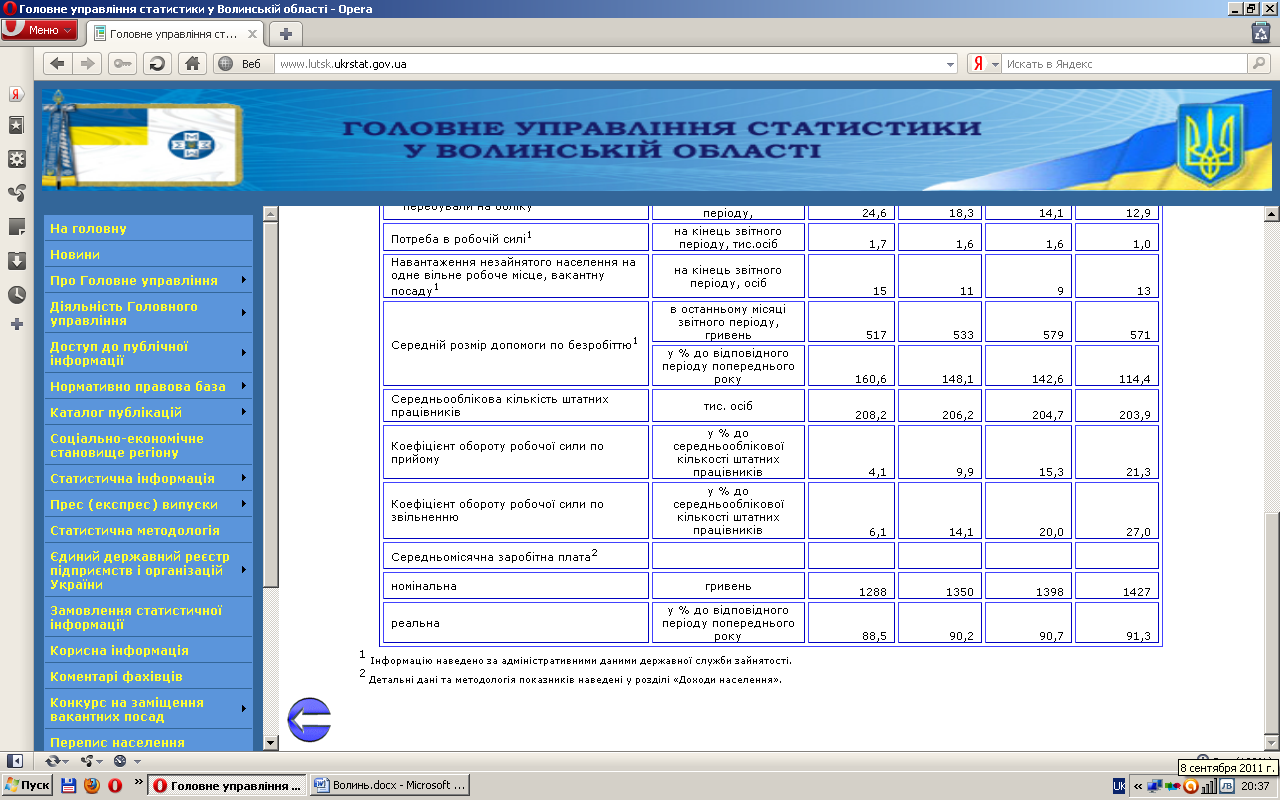 Головне управління статистики у Волинській області - Opera
Меню
Головне управління ст...
Веб
www.lutsk.ukrstat.gov.ua
Искать в Яндекс
ГОЛОВНЕ УПРАВЛІННЯ СТАТИСТИКИ
У ВОЛИНСЬКІЙ ОБЛАСТІ
На головну
Новини
Про Головне управління
Діяльність Головного
управління
Доступ до публічної
інформації
Нормативно правова база
Каталог публікацій
Соціально-економічне
становище регіону
Статистична інформація
Прес (експрес) випуски
Статистична методологія
Єдиний державний реєстр
підприємств і організацій
України
Замовлення статистичної
інформації
Корисна інформація
Коментарі фахівців
Конкурс на заміщення
вакантних посад
Перепис населення
перебували на обліку
періоду,
24,6 18,3 14,1 12,9
Потреба в робочій силі1
на кінець звітного
періоду, тис.осіб
1,7 1,6 1,6 1,0
Навантаження незайнятого населення на
одне вільне робоче місце, вакантну
посаду1
на кінець звітного
періоду, осіб
15 11 9 13
Середній розмір допомоги по безробіттю1
в останньому місяці
звітного періоду,
гривень
517 533 579 571
у % до відповідного
періоду попереднього
року
160,6 148,1 142,6 114,4
Середньооблікова кількість штатних
працівників
тис. осіб
208,2 206,2 204,7 203,9
Коефіцієнт обороту робочої сили по
прийому
у % до
середньооблікової
кількості штатних
працівників
4,1 9,9 15,3 21,3
Коефіцієнт обороту робочої сили по
звільненню
у % до
середньооблікової
кількості штатних
працівників
6,1 14,1 20,0 27,0
Середньомісячна заробітна плата2
номінальна
гривень
1288 1350 1398 1427
реальна
у % до відповідного
періоду попереднього
року
88,5 90,2 90,7 91,3
1 Інформацію наведено за адміністративними даними державної служби зайнятості.
2 Детальні дані та методологія показників наведені у розділі «Доходи населення».
8 сентября 2011 г.
Пуск
Головне управління ...
Волинь.docx - Microsoft ...
Uk
20:37